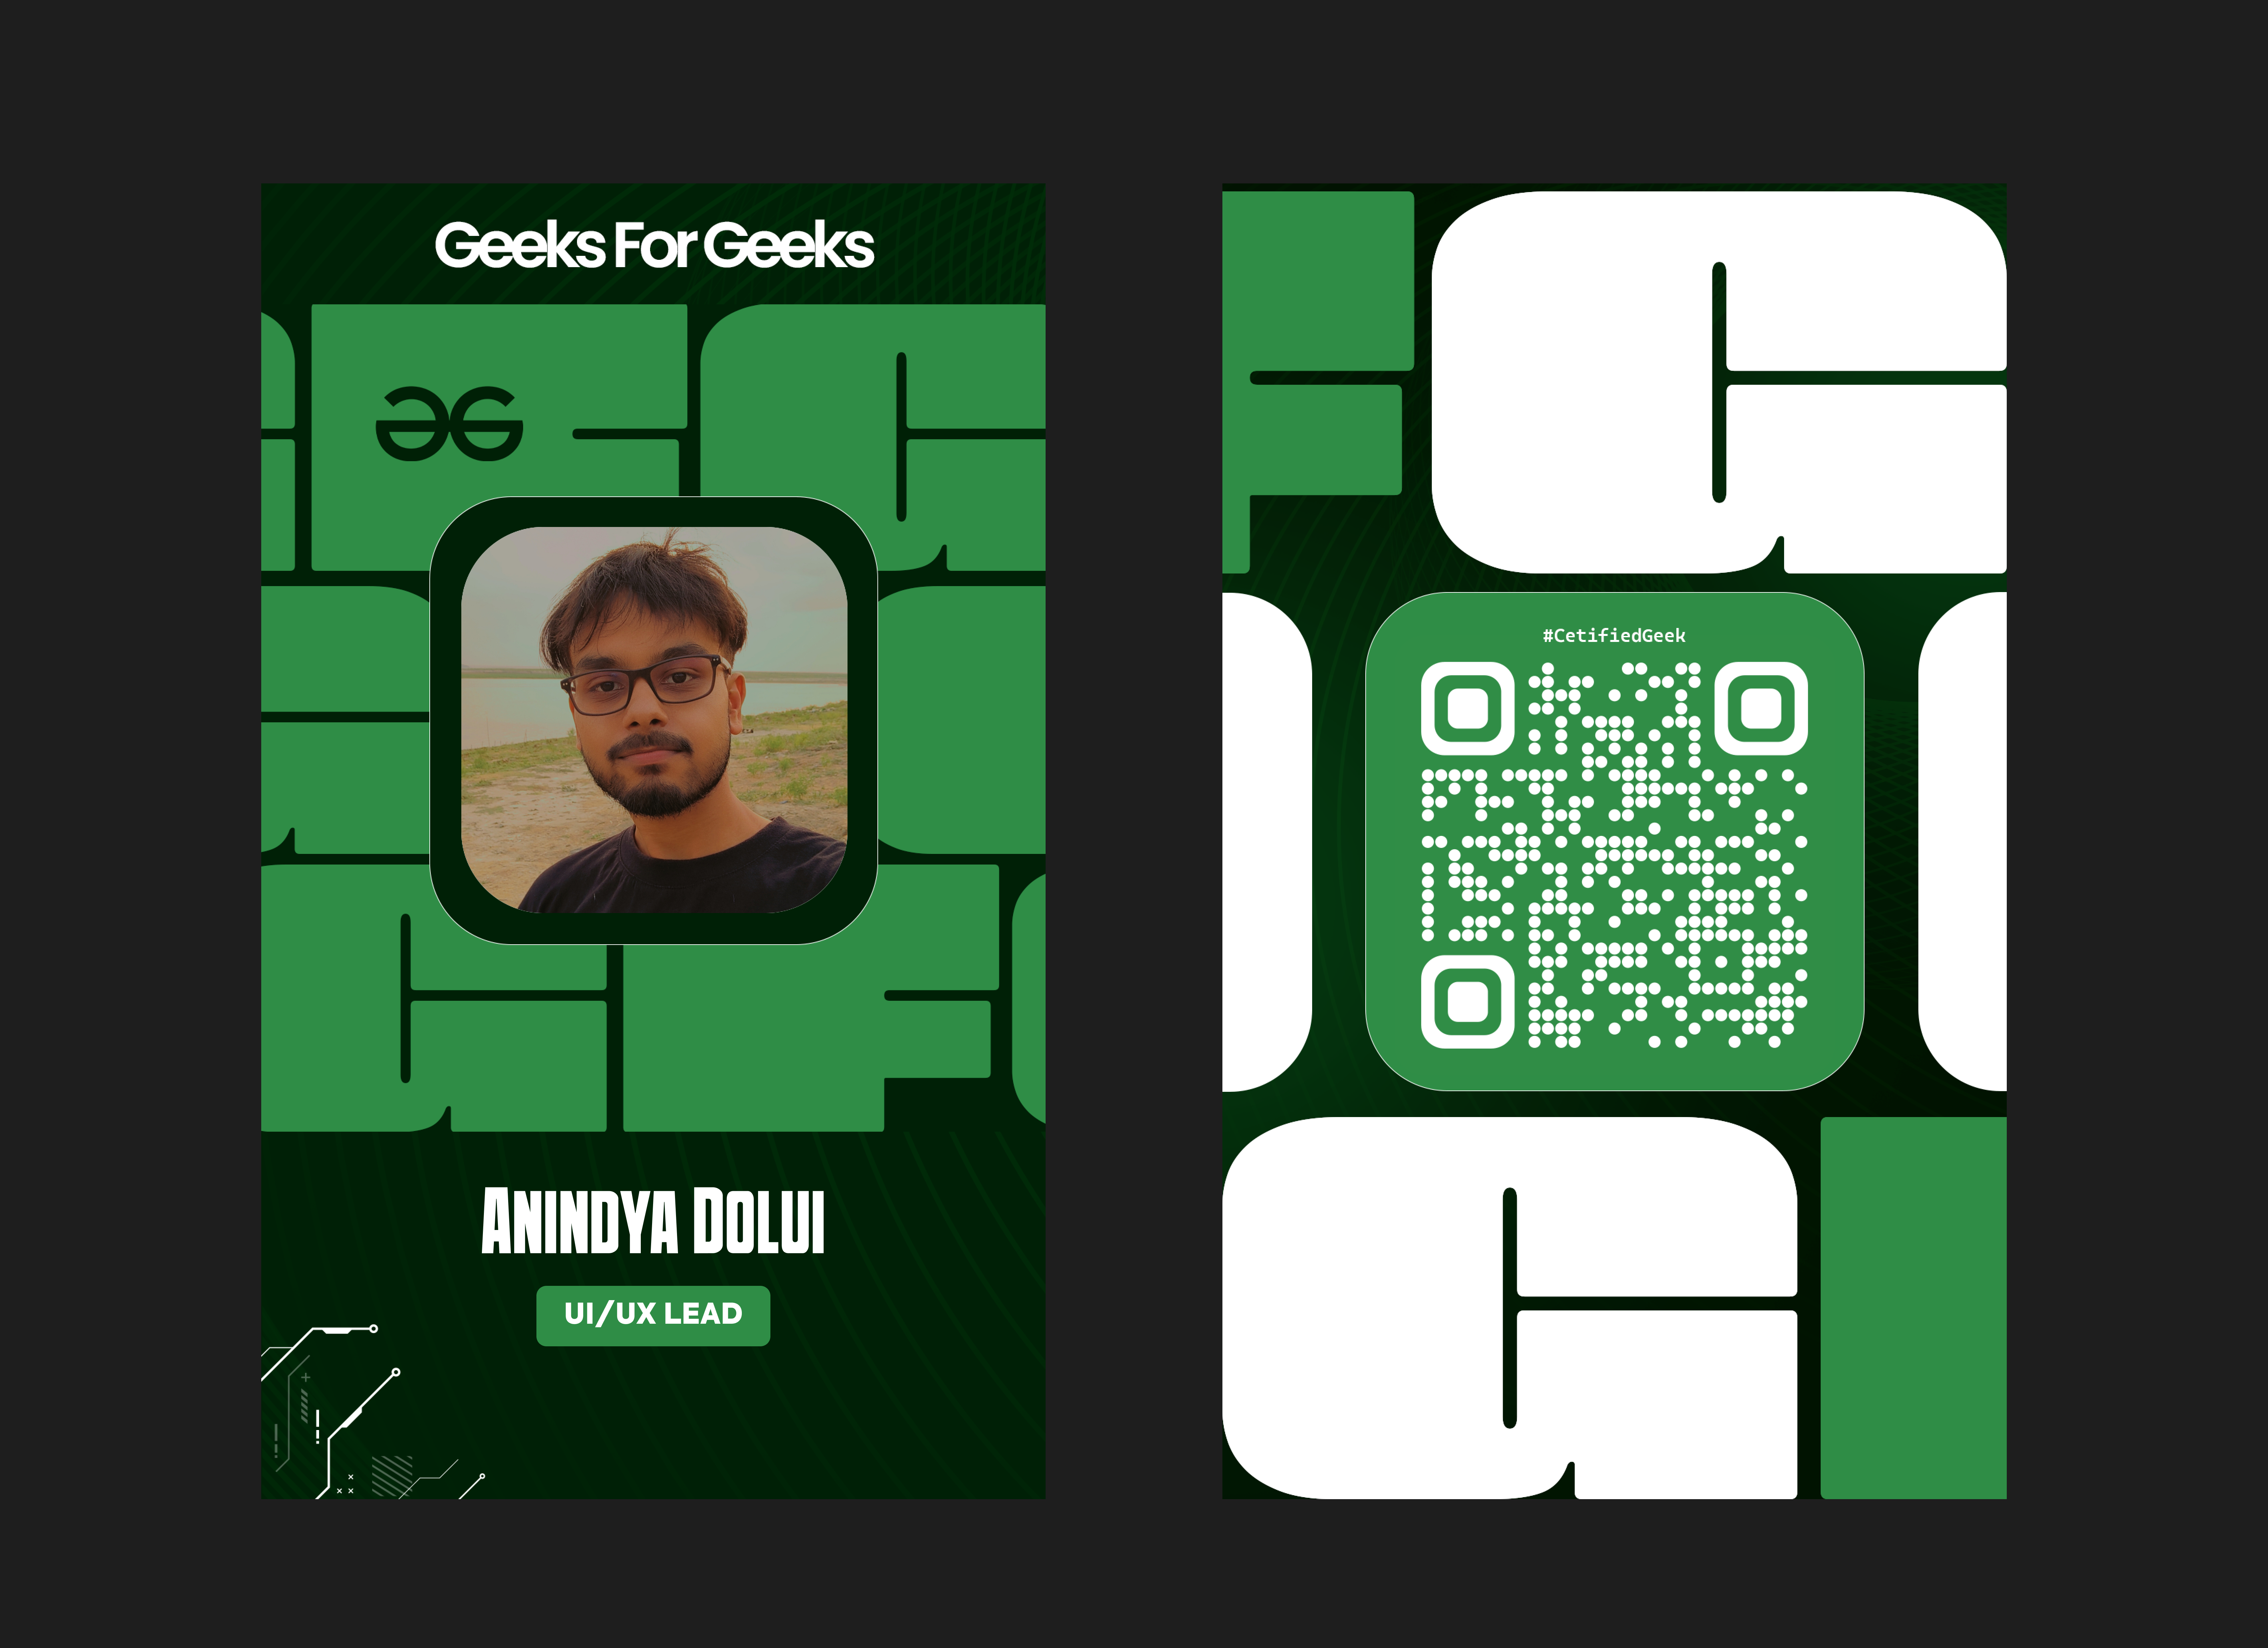 Geeks For Geeks
ANINDYA DOLUI
UI/UX LEAD
#CetifiedGeek